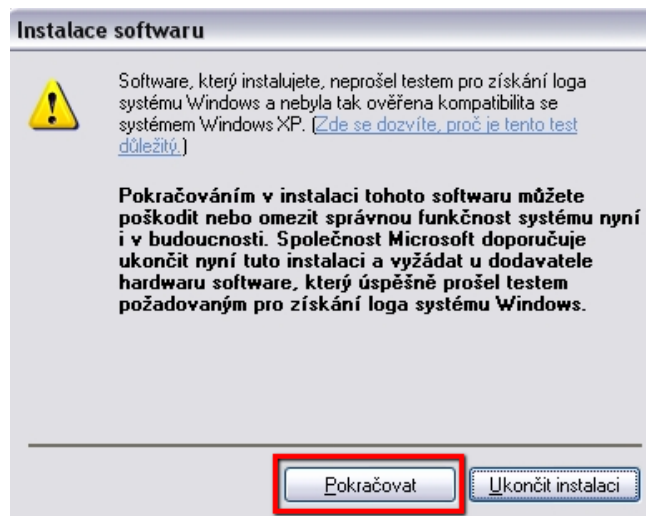 Instalace softwaru
Software, který instalujete, neprošel testem pro získání loga
systému Windows a nebyla tak ověřena kompatibilita se
systémem Windows XP. (Zde se dozvíte, proč je tento test
důležitý.)
Pokračováním v instalaci tohoto softwaru můžete
poškodit nebo omezit správnou funkčnost systému nyní
i v budoucnosti. Společnost Microsoft doporučuje
ukončit nyní tuto instalaci a vyžádat u dodavatele
hardwaru software, který úspěšně prošel testem
požadovaným pro získání loga systému Windows.
Pokračovat
Ukončit instalaci